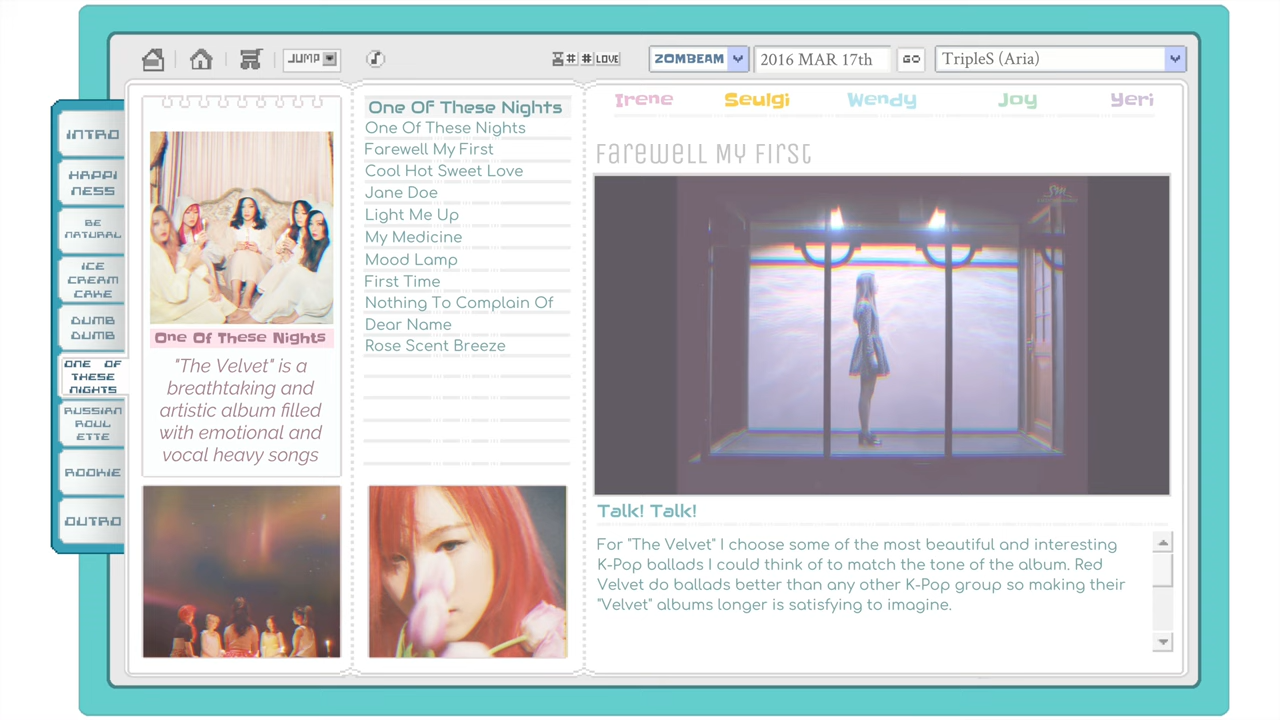 JUMP
# # LOVE
ZOMBEAM
2016 MAR 17th
GO
TripleS (Aria)
INTRO
HAPPI
NESS
BE
NATURAL
ICE
CREAM
CAKE
DUMB
DUMB
ONE OF
THESE
NIGHTS
RUSSIAN
ROUL
ETTE
ROOKIE
OUTRO
One Of These Nights
"The Velvet" is a
breathtaking and
artistic album filled
with emotional and
vocal heavy songs
One Of These Nights
One Of These Nights
Farewell My First
Cool Hot Sweet Love
Jane Doe
Light Me Up
My Medicine
Mood Lamp
First Time
Nothing To Complain Of
Dear Name
Rose Scent Breeze
Irene Seulgi Wendy Joy Yeri
Farewell My First
SM
Talk! Talk!
For "The Velvet" I choose some of the most beautiful and interesting
K-Pop ballads I could think of to match the tone of the album. Red
Velvet do ballads better than any other K-Pop group so making their
"Velvet" albums longer is satisfying to imagine.